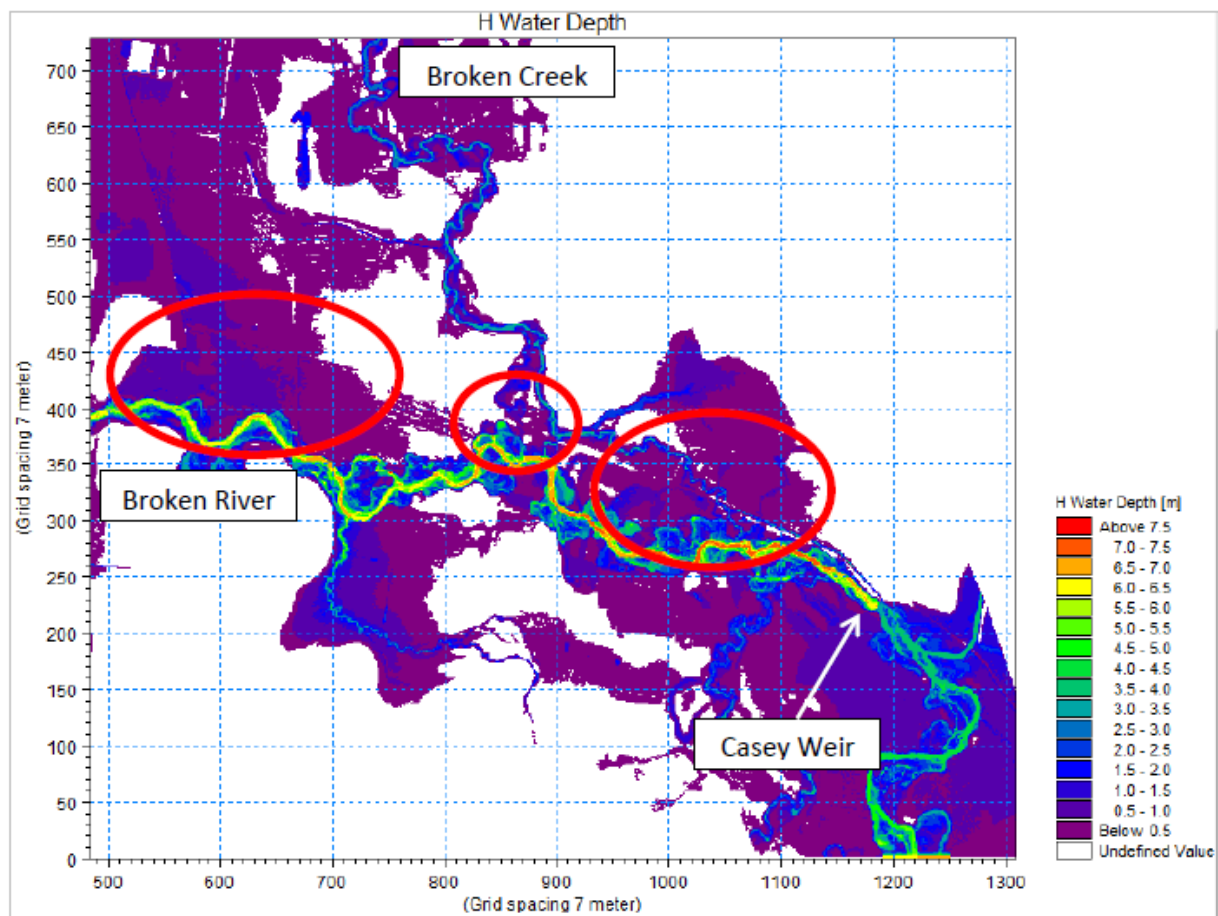 H Water Depth
Broken Creek
Broken River
Casey Weir
700
650
600
550
500
450
400
350
300
250
200
150
100
50
0
(Grid spacing 7 meter)
500 600 700 800 900 1000 1100 1200 1300
(Grid spacing 7 meter)
H Water Depth [m]
Above 7.5
7.0 - 7.5
6.5 - 7.0
6.0 - 6.5
5.5 - 6.0
5.0 - 5.5
4.5 - 5.0
4.0 - 4.5
3.5 - 4.0
3.0 - 3.5
2.5 - 3.0
2.0 - 2.5
1.5 - 2.0
1.0 - 1.5
0.5 - 1.0
Below 0.5
Undefined Value